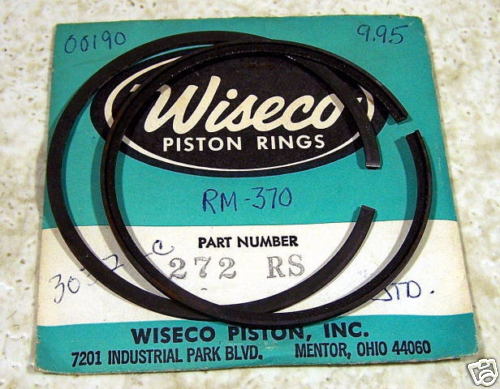 00190
9.95
Wiseco
PISTON RINGS
RM-370
PART NUMBER
272 RS
STD.
WISECO PISTON, INC.
7201 INDUSTRIAL PARK BLVD. MENTOR, OHIO 44060
ebY